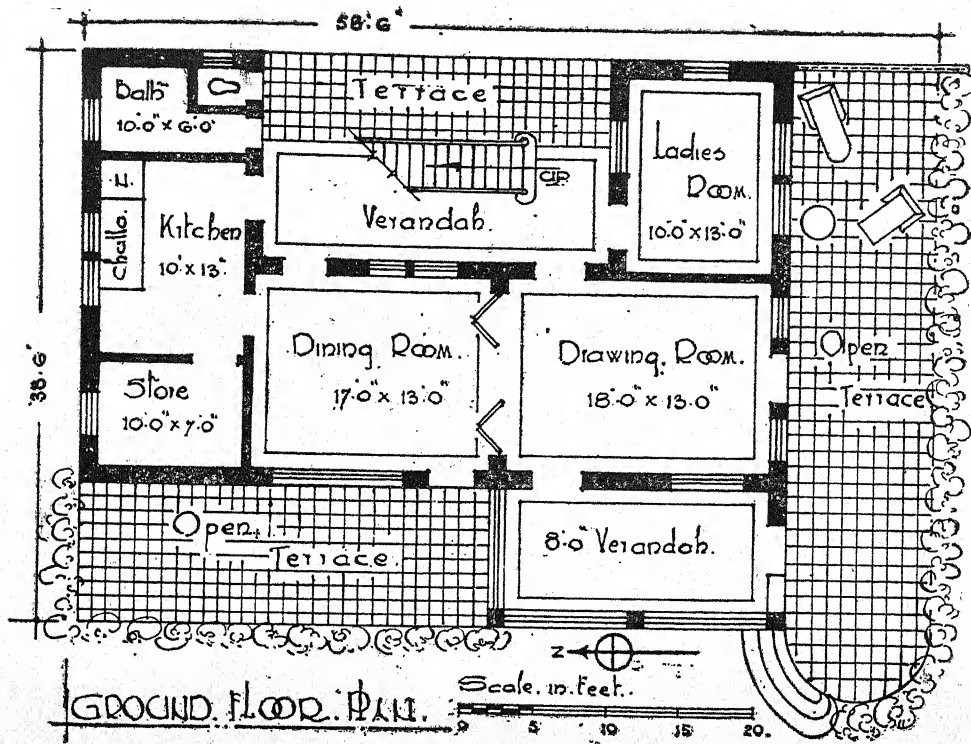 58'.6"
Terrace
Bath
10'.0" x 6'.0"
Ladies
Room.
10'.0" x 13'.0"
UP
Verandah.
Kitchen
10' x 13'.
Challa.
38'.6"
Dining. Room.
17'.0" x 13'.0"
Drawing. Room.
18'.0" x 13'.0"
Open
Terrace
Store
10'.0" x 7'.0"
Open.
Terrace.
8'.0" Verandah.
N
Scale. in. feet.
0 5 10 15 20.
GROUND. FLOOR. PLAN.